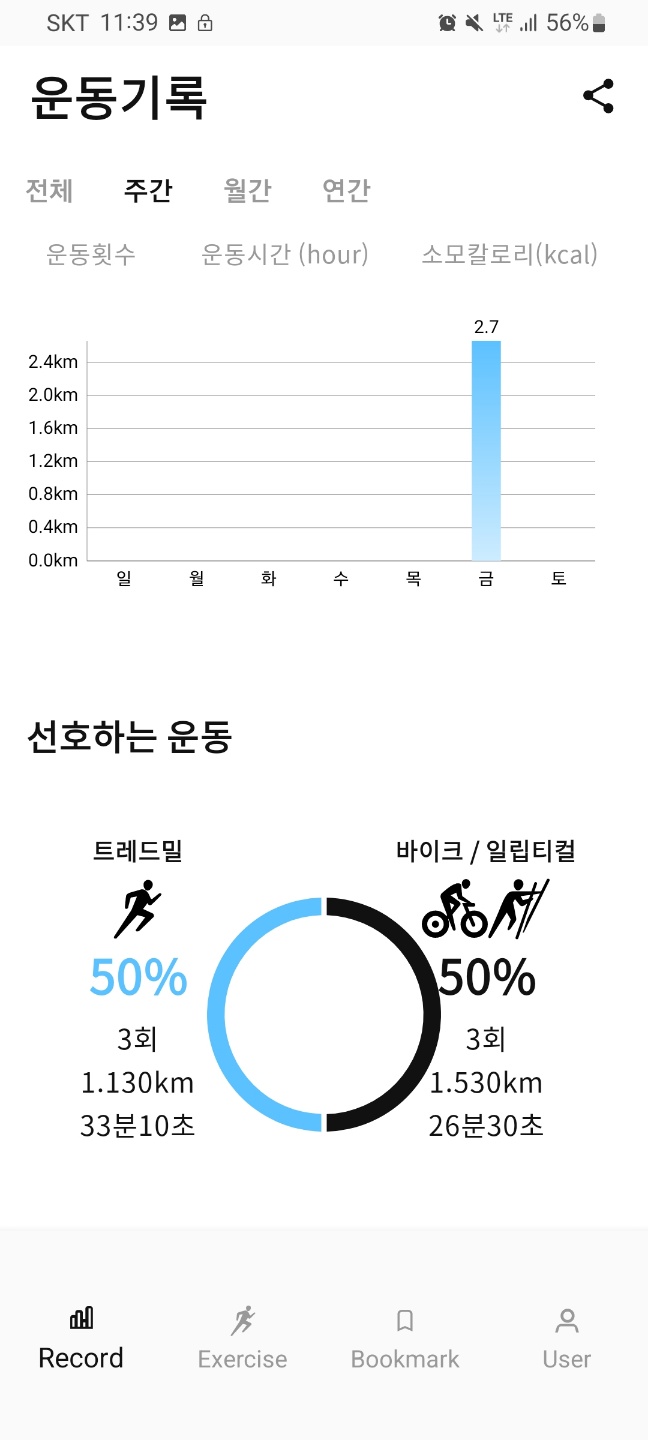 SKT 11:39 LTE 56%
운동기록
전체 주간 월간 연간
운동횟수 운동시간 (hour) 소모칼로리(kcal)
2.7
2.4km
2.0km
1.6km
1.2km
0.8km
0.4km
0.0km
일 월 화 수 목 금 토
선호하는 운동
트레드밀 바이크 / 일립티컬
50% 50%
3회 3회
1.130km 1.530km
33분10초 26분30초
Record Exercise Bookmark User